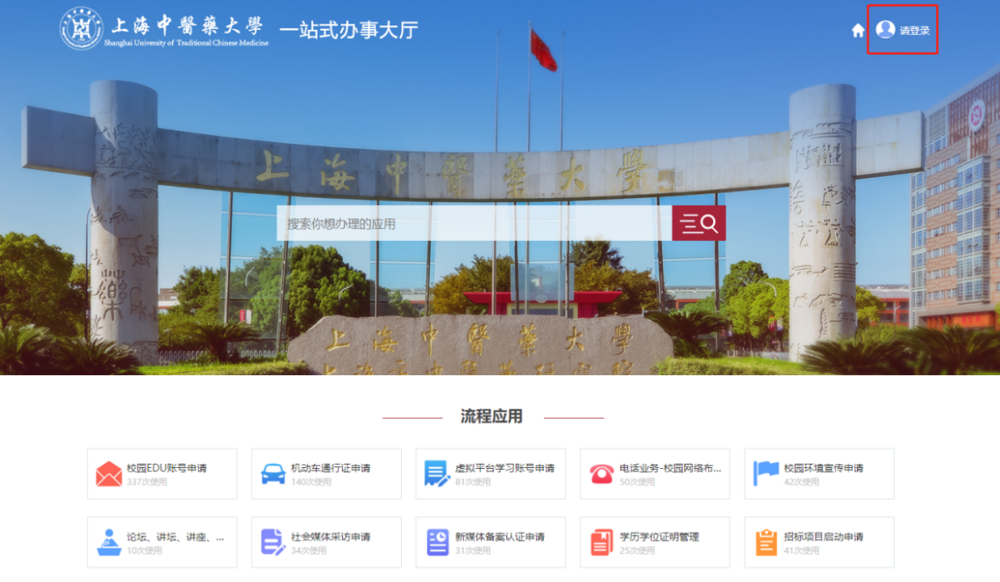 上海中醫藥大學
Shanghai University of Traditional Chinese Medicine
一站式办事大厅
请登录
上海中醫藥大學
搜索你想办理的应用
上海中醫藥大學
流程应用
校园EDU账号申请
337次使用
机动车通行证申请
140次使用
虚拟平台学习账号申请
81次使用
电话业务-校园网络布...
50次使用
校园环境宣传申请
42次使用
论坛、讲坛、讲座、...
10次使用
社会媒体采访申请
34次使用
新媒体备案认证申请
31次使用
学历学位证明管理
25次使用
招标项目启动申请
41次使用